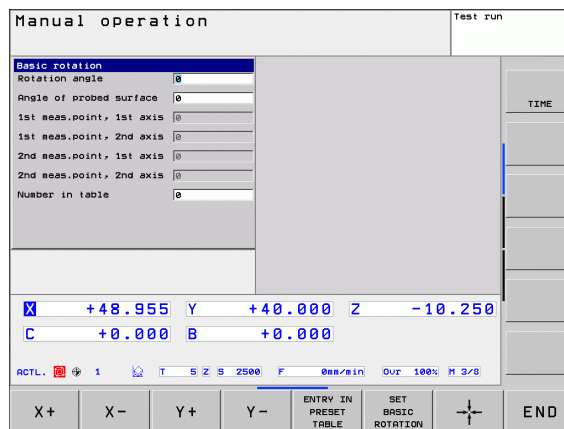 Manual operation
Test run
Basic rotation
Rotation angle 0
Angle of probed surface 0
1st meas.point, 1st axis 0
1st meas.point, 2nd axis 0
2nd meas.point, 1st axis 0
2nd meas.point, 2nd axis 0
Number in table 0
TIME
X +48.955 Y +40.000 Z -10.250
C +0.000 B +0.000
ACTL. 1 T 5 Z S 2500 F 0mm/min Ovr 100% M 3/8
X+ X- Y+ Y- ENTRY IN PRESET TABLE SET BASIC ROTATION END